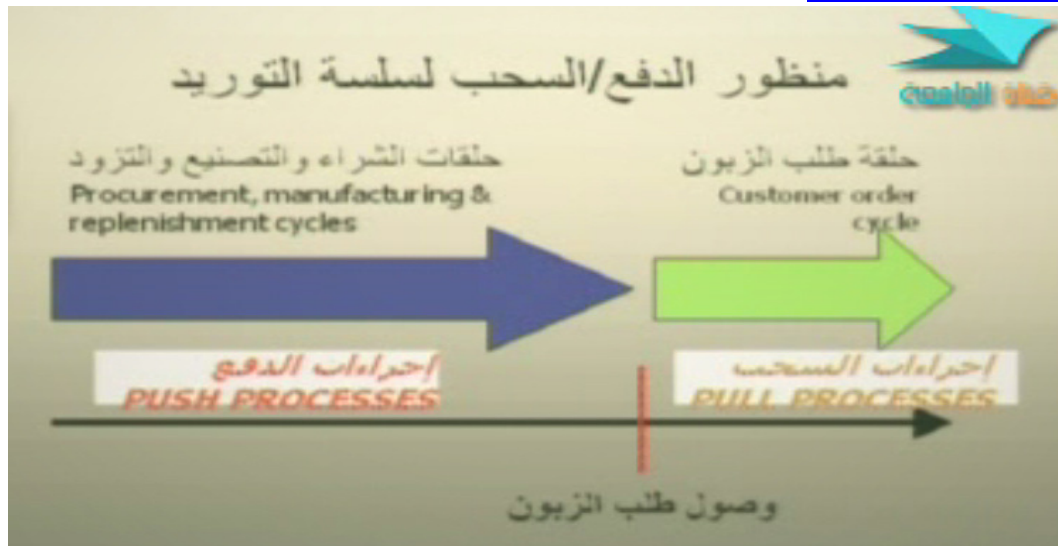 منظور الدفع/السحب لسلسة التوريد
حلقة طلب الزبون
Customer order
cycle
حلقات الشراء والتصنيع والتزود
Procurement, manufacturing &
replenishment cycles
إجراءات السحب
PULL PROCESSES
إجراءات الدفع
PUSH PROCESSES
وصول طلب الزبون